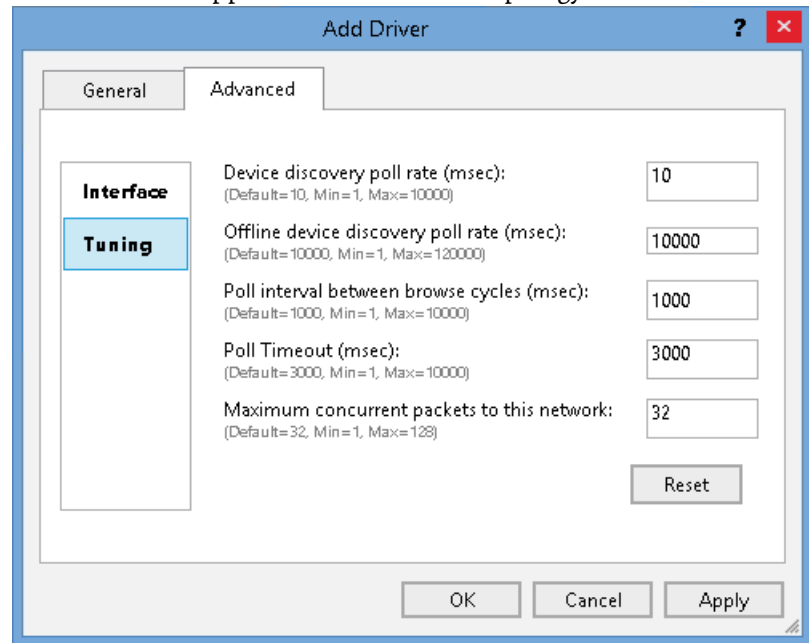 Add Driver
?
×
General
Advanced
Interface
Tuning
Device discovery poll rate (msec):
10
(Default=10, Min=1, Max=10000)
Offline device discovery poll rate (msec):
10000
(Default=10000, Min=1, Max=120000)
Poll interval between browse cycles (msec):
1000
(Default=1000, Min=1, Max=10000)
Poll Timeout (msec):
3000
(Default=3000, Min=1, Max=10000)
Maximum concurrent packets to this network:
32
(Default=32, Min=1, Max=128)
Reset
OK
Cancel
Apply